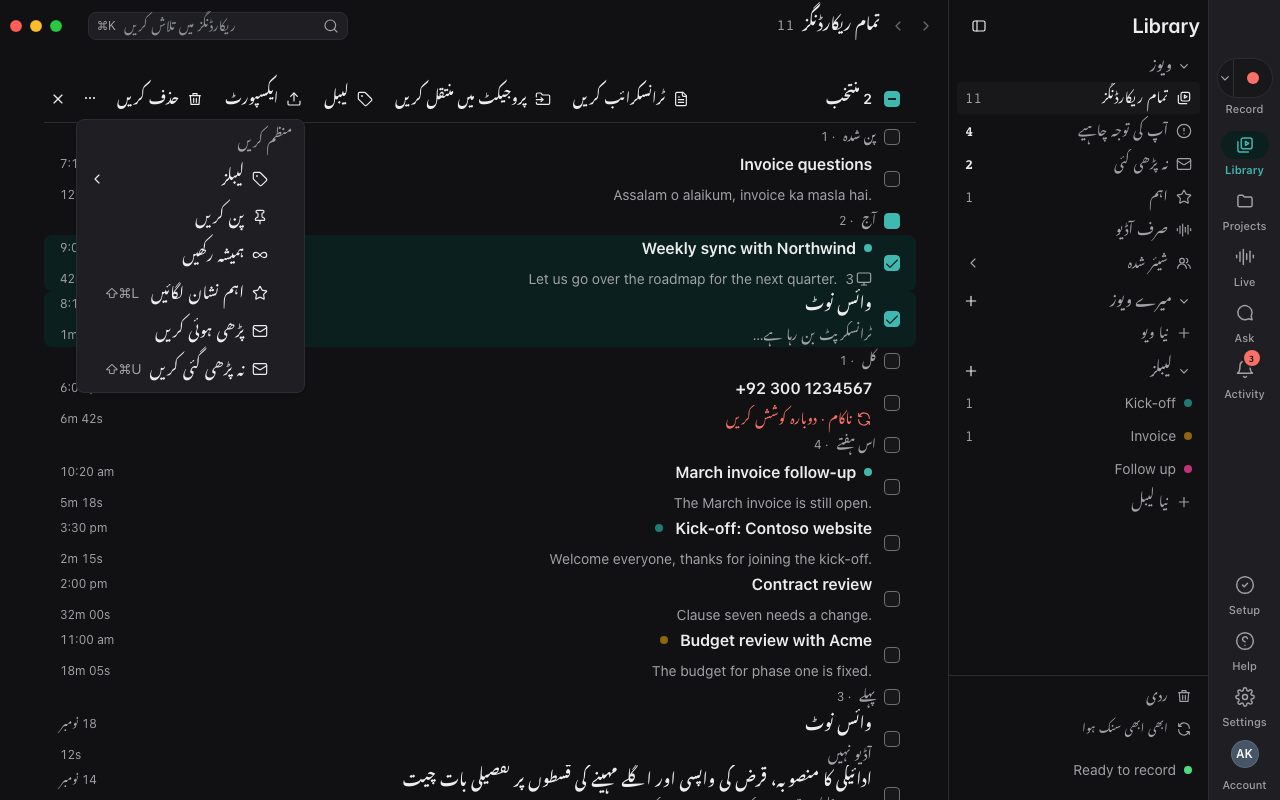 Library
ویوز
تمام ریکارڈنگز 11
آپ کی توجہ چاہیے 4
نہ پڑھی گئی 2
اہم 1
صرف آڈیو
شیئر شدہ
میرے ویوز
نیا ویو
لیبلز
Kick-off 1
Invoice 1
Follow up
نیا لیبل
ردی
ابھی ابھی سنک ہوا
Ready to record
Record
Library
Projects
Live
Ask
3
Activity
Setup
Help
Settings
AK
Account
تمام ریکارڈنگز 11
ریکارڈنگز میں تلاش کریں ⌘K
2 منتخب
ٹرانسکرائب کریں
پروجیکٹ میں منتقل کریں
لیبل
ایکسپورٹ
حذف کریں
منظم کریں
لیبلز
پن کریں
ہمیشہ رکھیں
اہم نشان لگائیں ⇧⌘L
پڑھی ہوئی کریں
نہ پڑھی گئی کریں ⇧⌘U
پن شدہ · 1
Invoice questions
Assalam o alaikum, invoice ka masla hai.
آج · 2
Weekly sync with Northwind
Let us go over the roadmap for the next quarter. 3
وائس نوٹ
ٹرانسکرپٹ بن رہا ہے...
کل · 1
+92 300 1234567
ناکام · دوبارہ کوشش کریں
6m 42s
اس ہفتے · 4
March invoice follow-up
10:20 am
The March invoice is still open.
5m 18s
Kick-off: Contoso website
3:30 pm
Welcome everyone, thanks for joining the kick-off.
2m 15s
Contract review
2:00 pm
Clause seven needs a change.
32m 00s
Budget review with Acme
11:00 am
The budget for phase one is fixed.
18m 05s
پہلے · 3
وائس نوٹ
18 نومبر
آڈیو نہیں
12s
ادائیگی کا منصوبہ، قرض کی واپسی اور اگلے مہینے کی قسطوں پر تفصیلی بات چیت
14 نومبر